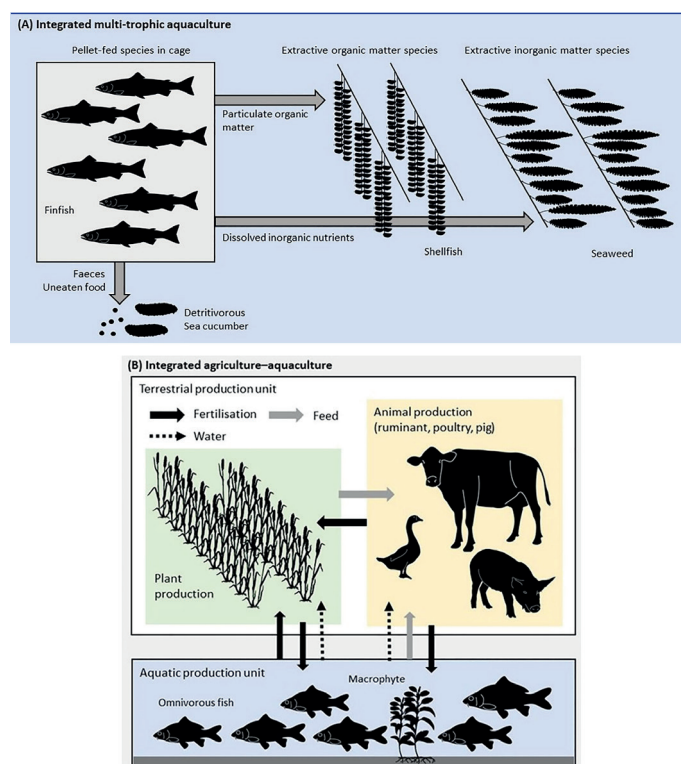 (A) Integrated multi-trophic aquaculture
Pellet-fed species in cage
Extractive organic matter species
Extractive inorganic matter species
Particulate organic
matter
Finfish
Dissolved inorganic nutrients
Shellfish
Seaweed
Faeces
Uneaten food
Detritivorous
Sea cucumber
(B) Integrated agriculture–aquaculture
Terrestrial production unit
Fertilisation
Feed
Water
Animal production
(ruminant, poultry, pig)
Plant
production
Aquatic production unit
Macrophyte
Omnivorous fish